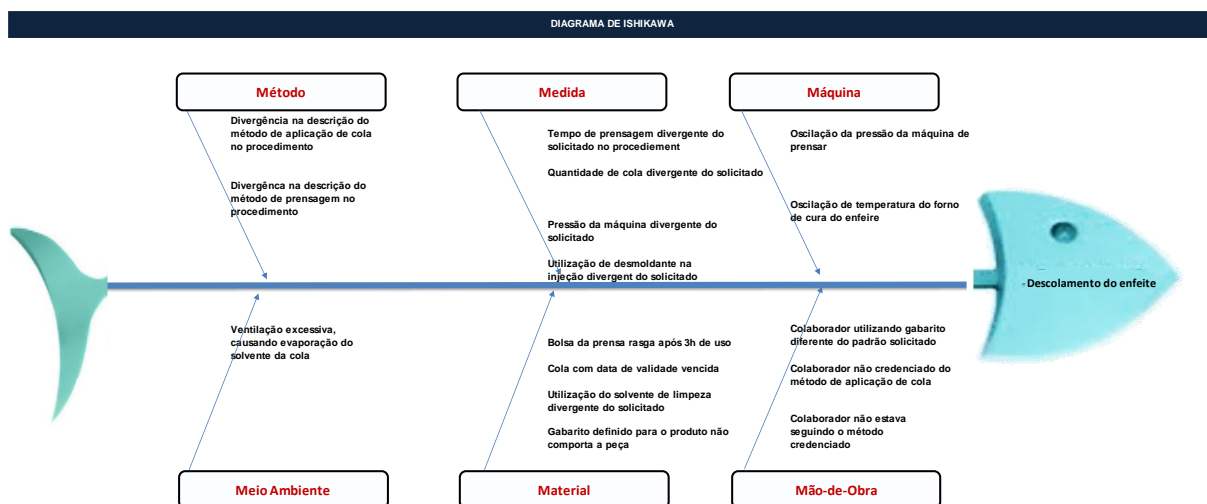 DIAGRAMA DE ISHIKAWA
Método
Divergência na descrição do
método de aplicação de cola
no procedimento
Divergênca na descrição do
método de prensagem no
procedimento
Medida
Tempo de prensagem divergente do
solicitado no procediement
Quantidade de cola divergente do solicitado
Pressão da máquina divergente do
solicitado
Utilização de desmoldante na
injeção divergent do solicitado
Máquina
Oscilação da pressão da máquina de
prensar
Oscilação de temperatura do forno
de cura do enfeire
- Descolamento do enfeite
Ventilação excessiva,
causando evaporação do
solvente da cola
Meio Ambiente
Bolsa da prensa rasga após 3h de uso
Cola com data de validade vencida
Utilização do solvente de limpeza
divergente do solicitado
Gabarito definido para o produto não
comporta a peça
Material
Colaborador utilizando gabarito
diferente do padrão solicitado
Colaborador não credenciado do
método de aplicação de cola
Colaborador não estava
seguindo o método
credenciado
Mão-de-Obra